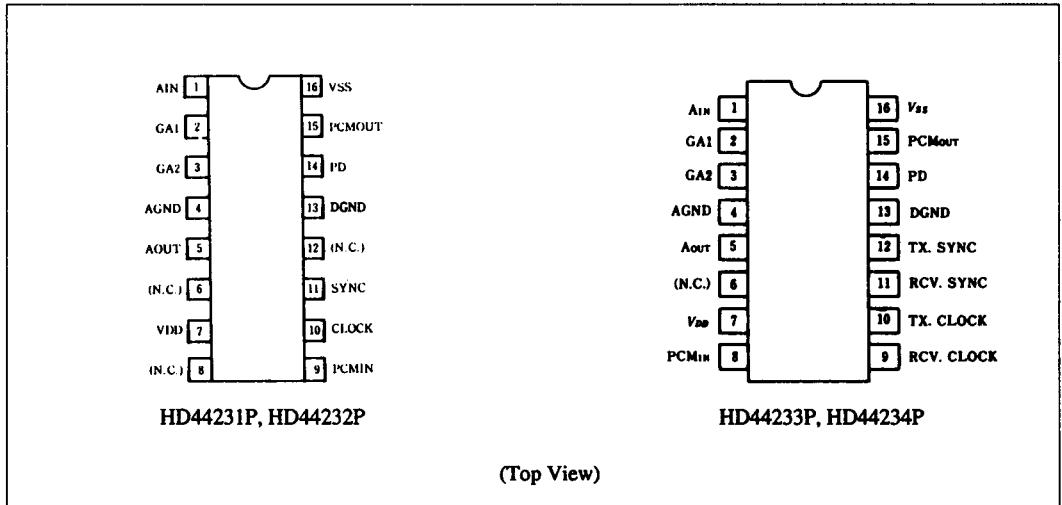 AIN 1 16 VSS
GA1 2 15 PCMOUT
GA2 3 14 PD
AGND 4 13 DGND
AOUT 5 12 (N.C.)
(N.C.) 6 11 SYNC
VDD 7 10 CLOCK
(N.C.) 8 9 PCMIN
HD44231P, HD44232P
AIN 1 16 VSS
GA1 2 15 PCMOUT
GA2 3 14 PD
AGND 4 13 DGND
AOUT 5 12 TX. SYNC
(N.C.) 6 11 RCV. SYNC
VDD 7 10 TX. CLOCK
PCMIN 8 9 RCV. CLOCK
HD44233P, HD44234P
(Top View)